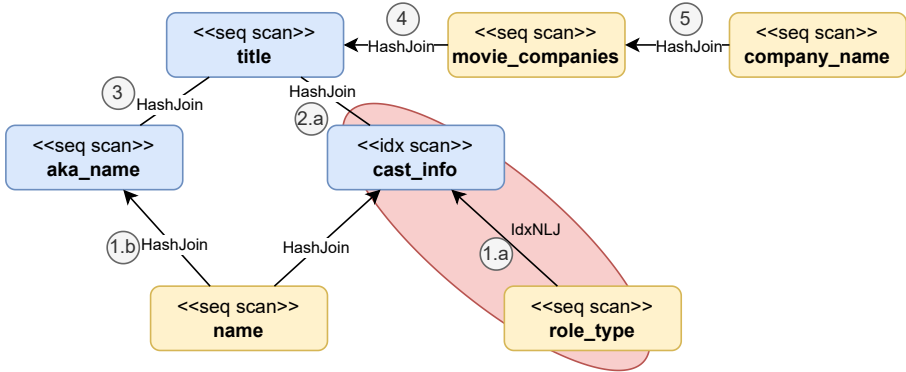 <<seq scan>>
title
4
HashJoin
<<seq scan>>
movie_companies
5
HashJoin
<<seq scan>>
company_name
3
HashJoin
HashJoin
2.a
<<seq scan>>
aka_name
<<idx scan>>
cast_info
1.b
HashJoin
HashJoin
IdxNLJ
1.a
<<seq scan>>
name
<<seq scan>>
role_type